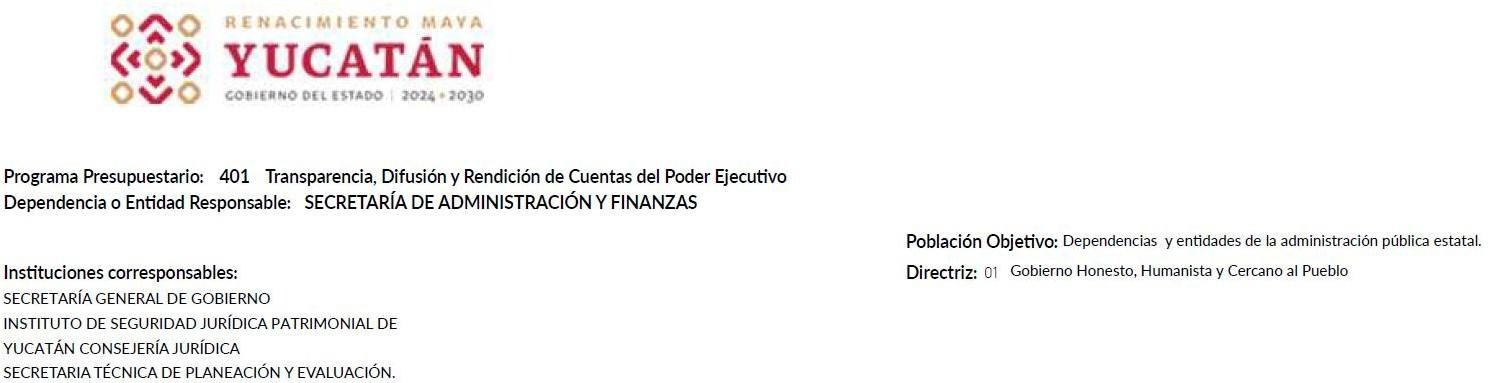 RENACIMIENTO MAYA
YUCATÁN
GOBIERNO DEL ESTADO | 2024 • 2030
Programa Presupuestario: 401 Transparencia, Difusión y Rendición de Cuentas del Poder Ejecutivo
Dependencia o Entidad Responsable: SECRETARÍA DE ADMINISTRACIÓN Y FINANZAS
Población Objetivo: Dependencias y entidades de la administración pública estatal.
Directriz: 01 Gobierno Honesto, Humanista y Cercano al Pueblo
Instituciones corresponsables:
SECRETARÍA GENERAL DE GOBIERNO
INSTITUTO DE SEGURIDAD JURÍDICA PATRIMONIAL DE
YUCATÁN CONSEJERÍA JURÍDICA
SECRETARIA TÉCNICA DE PLANEACIÓN Y EVALUACIÓN.